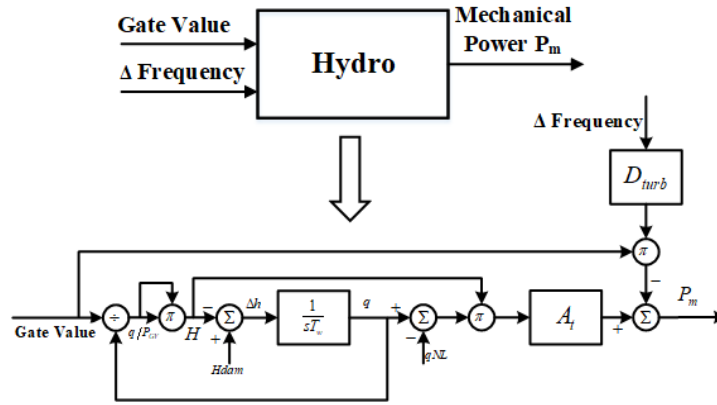 Gate Value
Δ Frequency
Hydro
Mechanical
Power Pm
Δ Frequency
Dturb
π
−
Pm
÷
q/PGV
π
H
−
Σ
+
Δh
1
sTw
q
+
Σ
−
π
At
+
Σ
Gate Value
Hdam
qNL